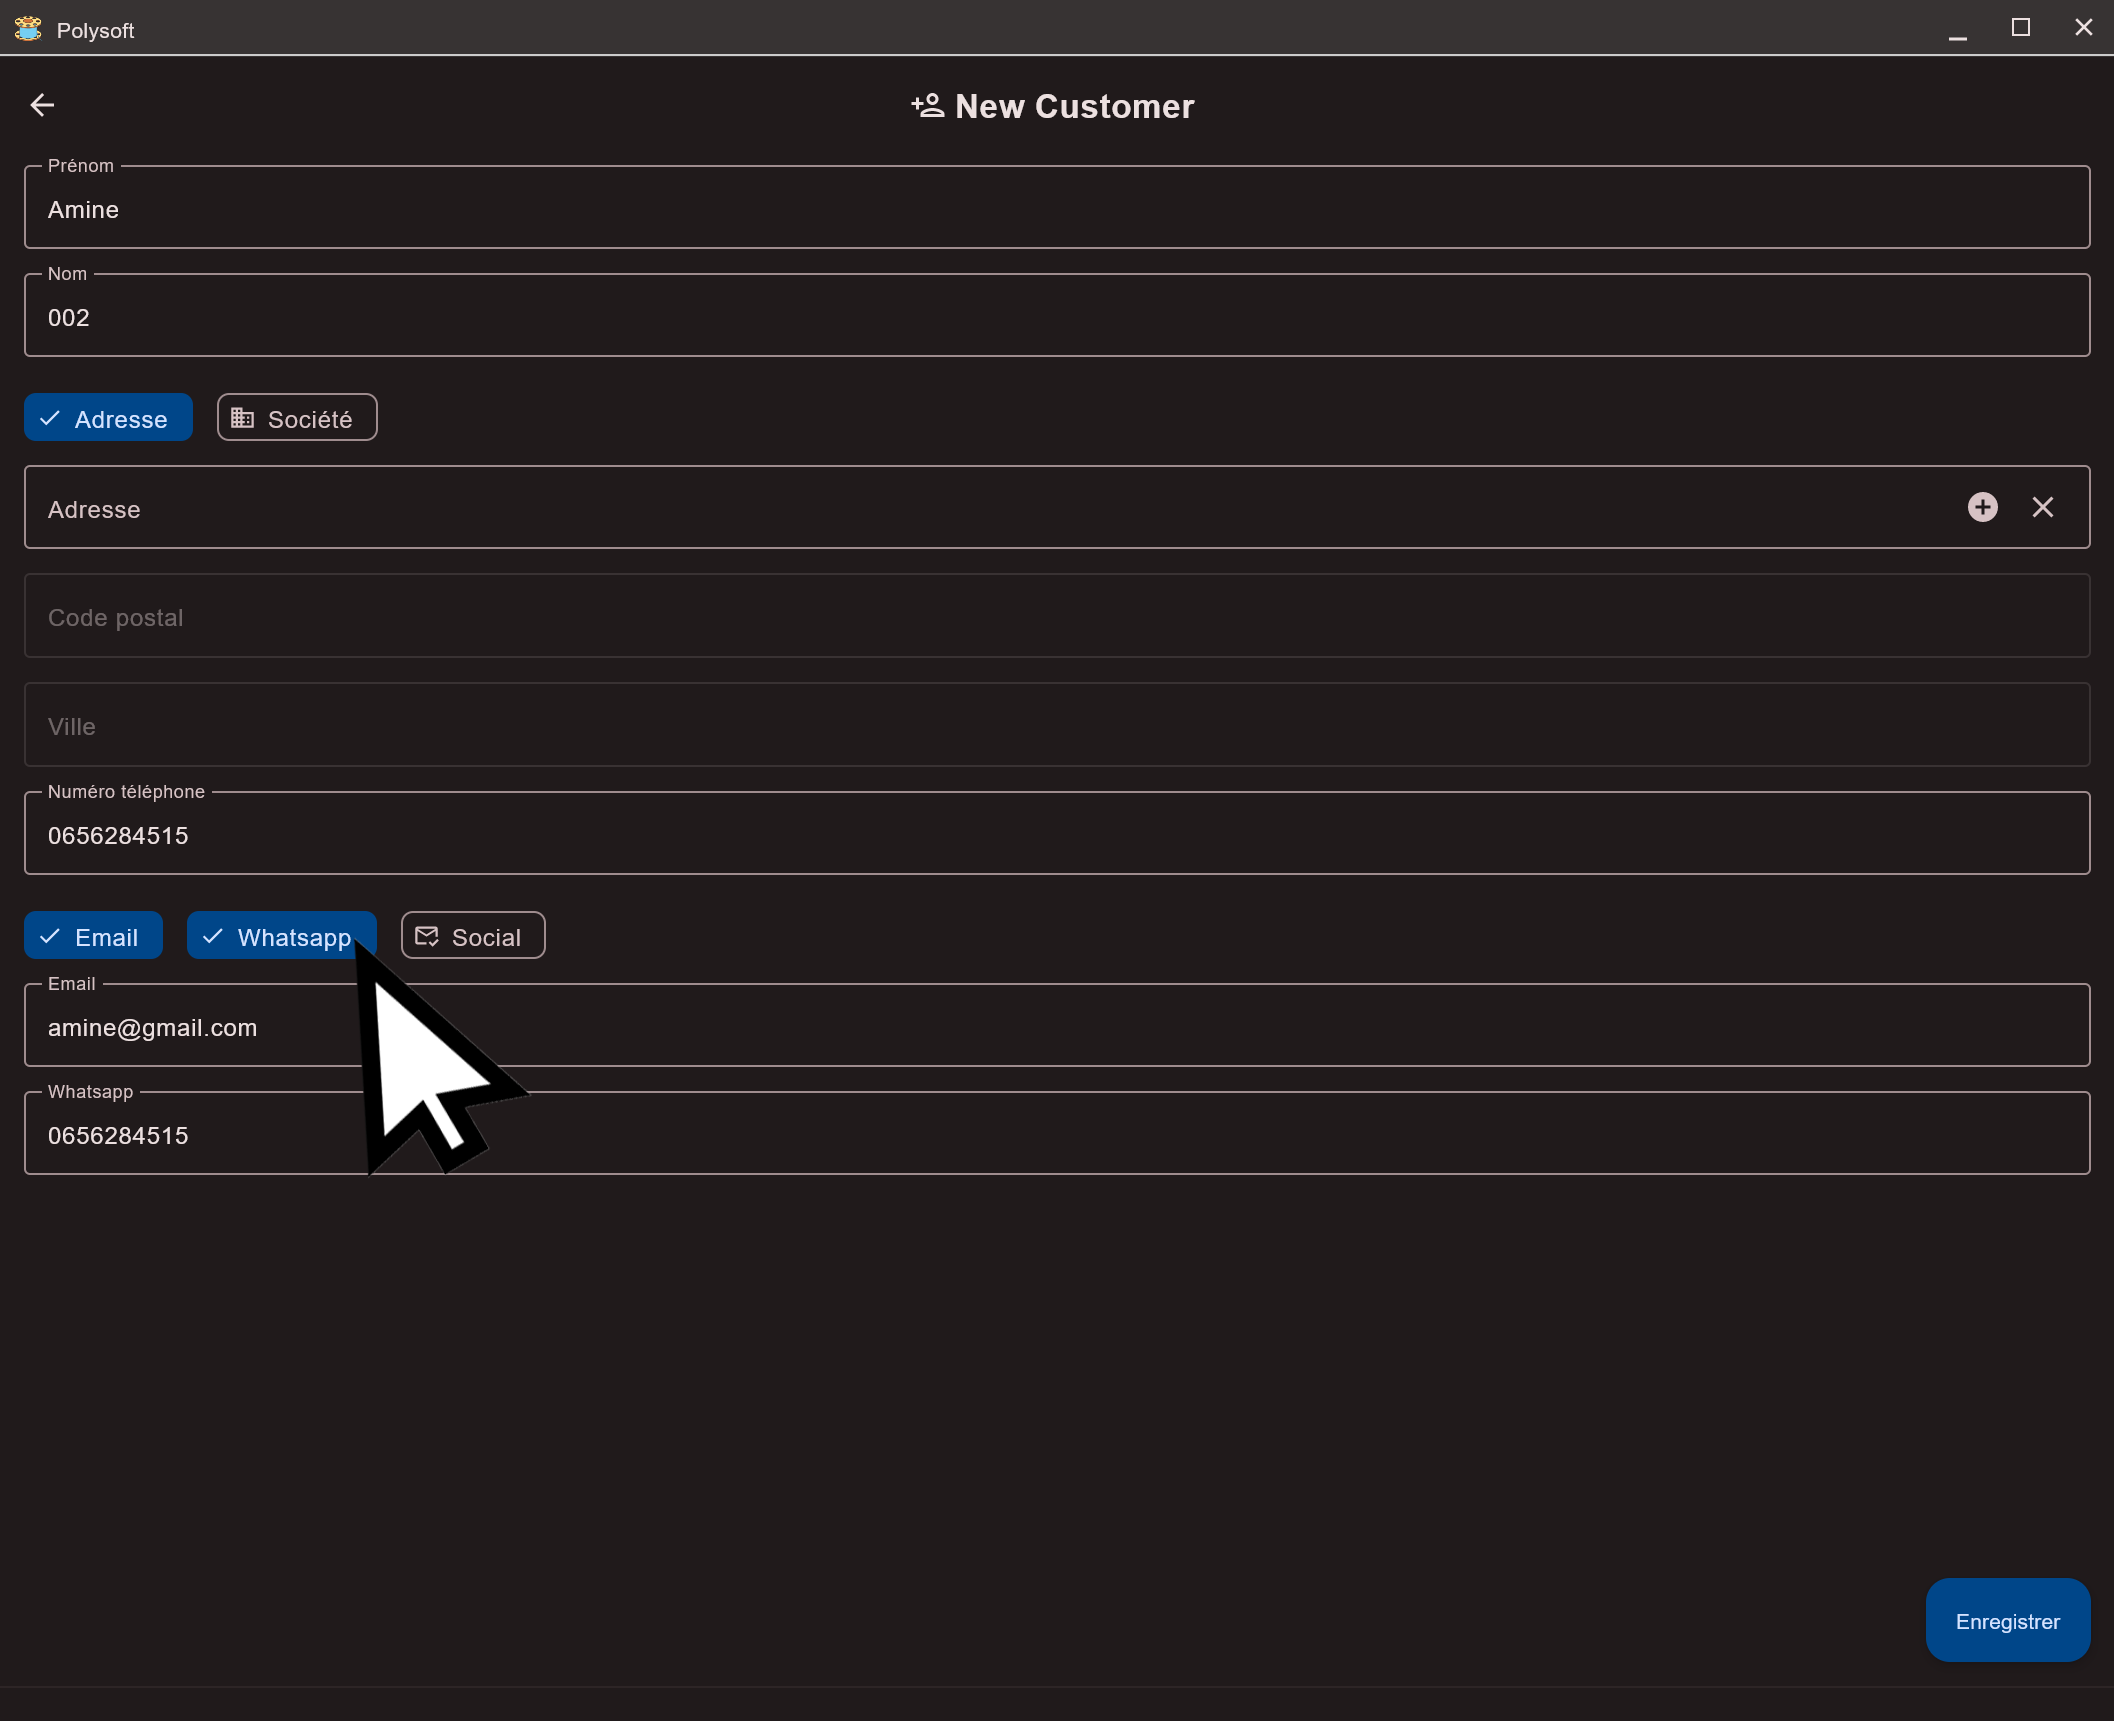 Polysoft
New Customer
Prénom
Amine
Nom
002
Adresse
Société
Adresse
Code postal
Ville
Numéro téléphone
0656284515
Email
Whatsapp
Social
Email
amine@gmail.com
Whatsapp
0656284515
Enregistrer